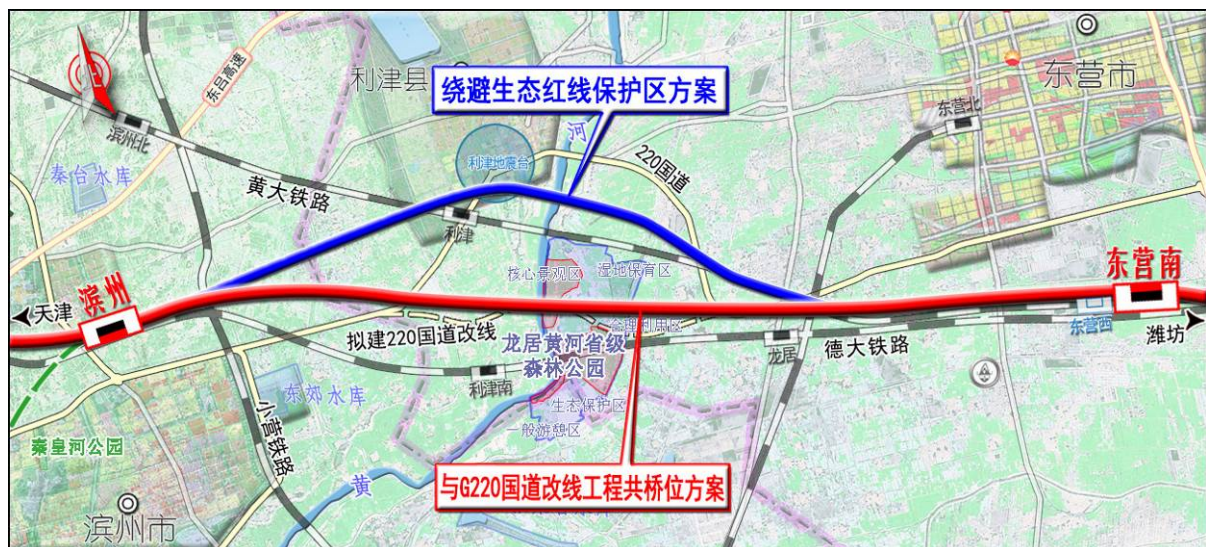 东吕高速
利津县
绕避生态红线保护区方案
东营市
滨州北
河
东营北
秦台水库
利津地震台
220国道
黄大铁路
利津
核心景观区
湿地保育区
东营南
滨州
天津
合理利用区
东营西
拟建220国道改线
龙居黄河省级
森林公园
龙居
德大铁路
潍坊
利津南
东郊水库
生态保护区
一般游憩区
小营铁路
秦皇河公园
黄
与G220国道改线工程共桥位方案
滨州市